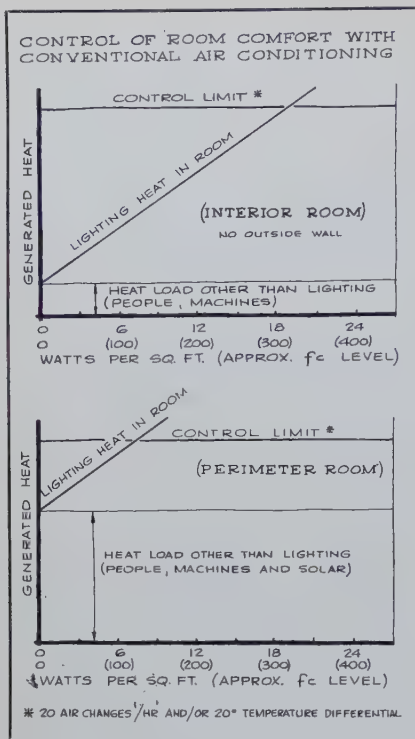 CONTROL OF ROOM COMFORT WITH
CONVENTIONAL AIR CONDITIONING
CONTROL LIMIT *
GENERATED HEAT
LIGHTING HEAT IN ROOM
(INTERIOR ROOM)
NO OUTSIDE WALL
HEAT LOAD OTHER THAN LIGHTING
(PEOPLE, MACHINES)
0 6 12 18 24
0 (100) (200) (300) (400)
WATTS PER SQ. FT. (APPROX. fc LEVEL)
LIGHTING HEAT IN ROOM
CONTROL LIMIT *
GENERATED HEAT
(PERIMETER ROOM)
HEAT LOAD OTHER THAN LIGHTING
(PEOPLE, MACHINES AND SOLAR)
0 6 12 18 24
0 (100) (200) (300) (400)
WATTS PER SQ. FT. (APPROX. fc LEVEL)
* 20 AIR CHANGES/HR AND/OR 20° TEMPERATURE DIFFERENTIAL